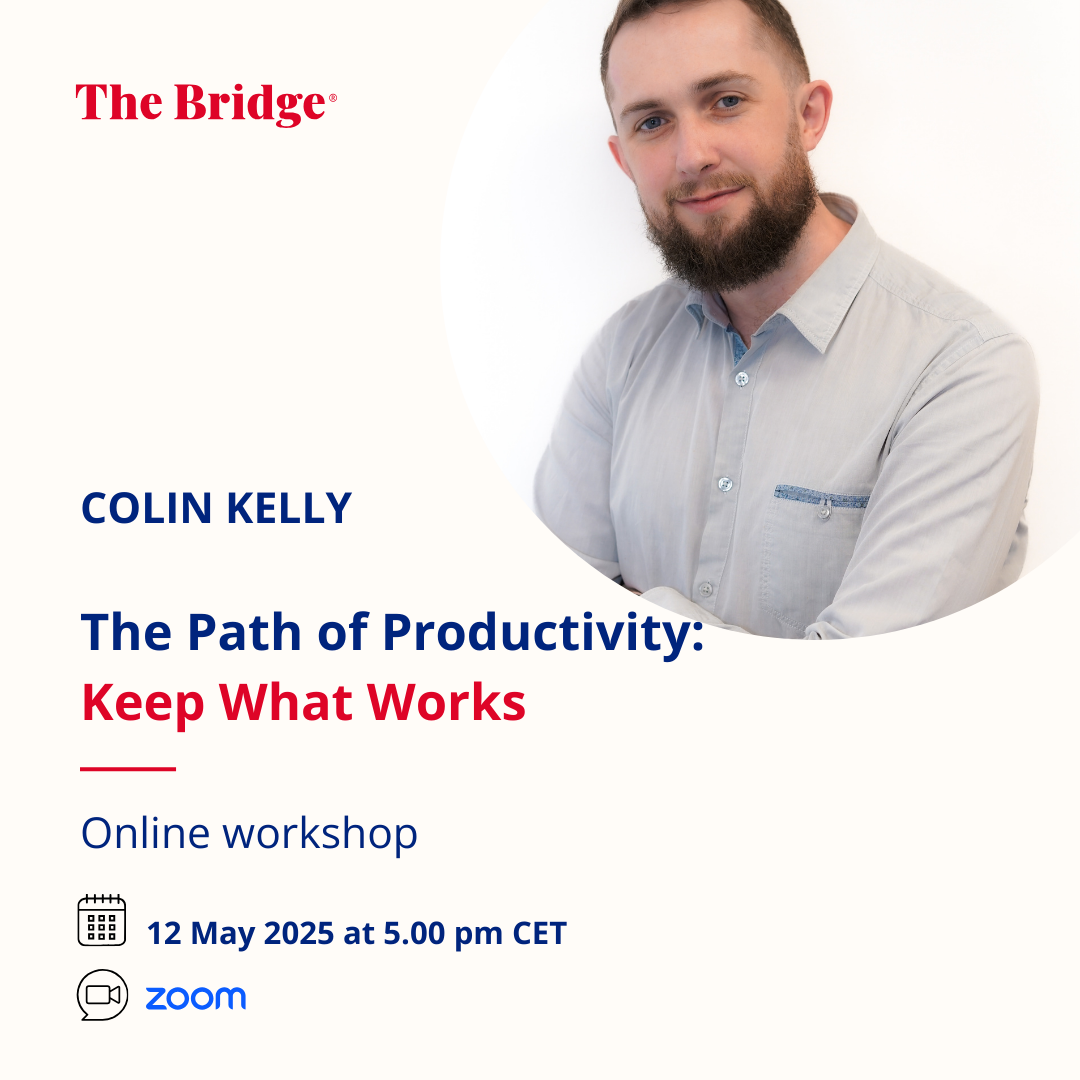 The Bridge®
COLIN KELLY
The Path of Productivity:
Keep What Works
Online workshop
12 May 2025 at 5.00 pm CET
zoom